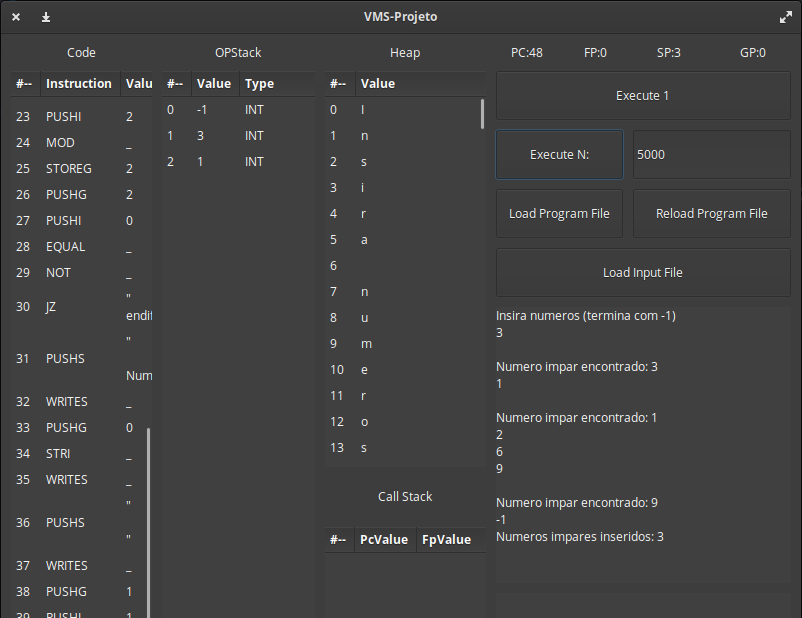 VMS-Projeto
Code
#-- Instruction Valu
23 PUSHI 2
24 MOD _
25 STOREG 2
26 PUSHG 2
27 PUSHI 0
28 EQUAL _
29 NOT _
"
30 JZ
endif
"
31 PUSHS
Num
32 WRITES _
33 PUSHG 0
34 STRI _
35 WRITES _
"
36 PUSHS
"
37 WRITES _
38 PUSHG 1
39 PUSHI 1
OPStack
#-- Value Type
0 -1 INT
1 3 INT
2 1 INT
Heap
#-- Value
0 I
1 n
2 s
3 i
4 r
5 a
6
7 n
8 u
9 m
10 e
11 r
12 o
13 s
Call Stack
#-- PcValue FpValue
PC:48 FP:0 SP:3 GP:0
Execute 1
Execute N: 5000
Load Program File Reload Program File
Load Input File
Insira numeros (termina com -1)
3
Numero impar encontrado: 3
1
Numero impar encontrado: 1
2
6
9
Numero impar encontrado: 9
-1
Numeros impares inseridos: 3